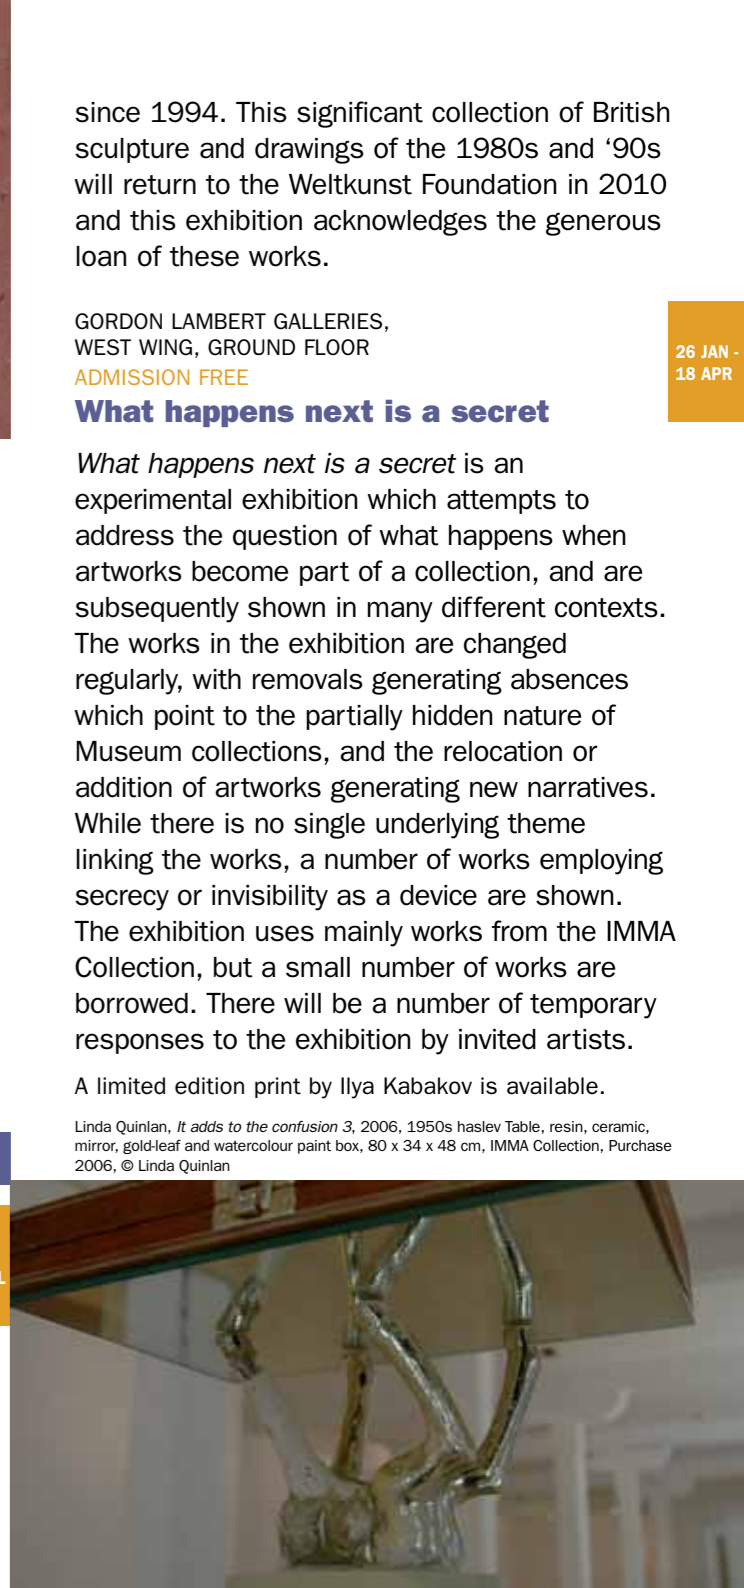 since 1994. This significant collection of British
sculpture and drawings of the 1980s and ‘90s
will return to the Weltkunst Foundation in 2010
and this exhibition acknowledges the generous
loan of these works.
GORDON LAMBERT GALLERIES,
WEST WING, GROUND FLOOR
ADMISSION FREE
26 JAN -
18 APR
What happens next is a secret
What happens next is a secret is an
experimental exhibition which attempts to
address the question of what happens when
artworks become part of a collection, and are
subsequently shown in many different contexts.
The works in the exhibition are changed
regularly, with removals generating absences
which point to the partially hidden nature of
Museum collections, and the relocation or
addition of artworks generating new narratives.
While there is no single underlying theme
linking the works, a number of works employing
secrecy or invisibility as a device are shown.
The exhibition uses mainly works from the IMMA
Collection, but a small number of works are
borrowed. There will be a number of temporary
responses to the exhibition by invited artists.
A limited edition print by Ilya Kabakov is available.
Linda Quinlan, It adds to the confusion 3, 2006, 1950s haslev Table, resin, ceramic,
mirror, gold-leaf and watercolour paint box, 80 x 34 x 48 cm, IMMA Collection, Purchase
2006, © Linda Quinlan